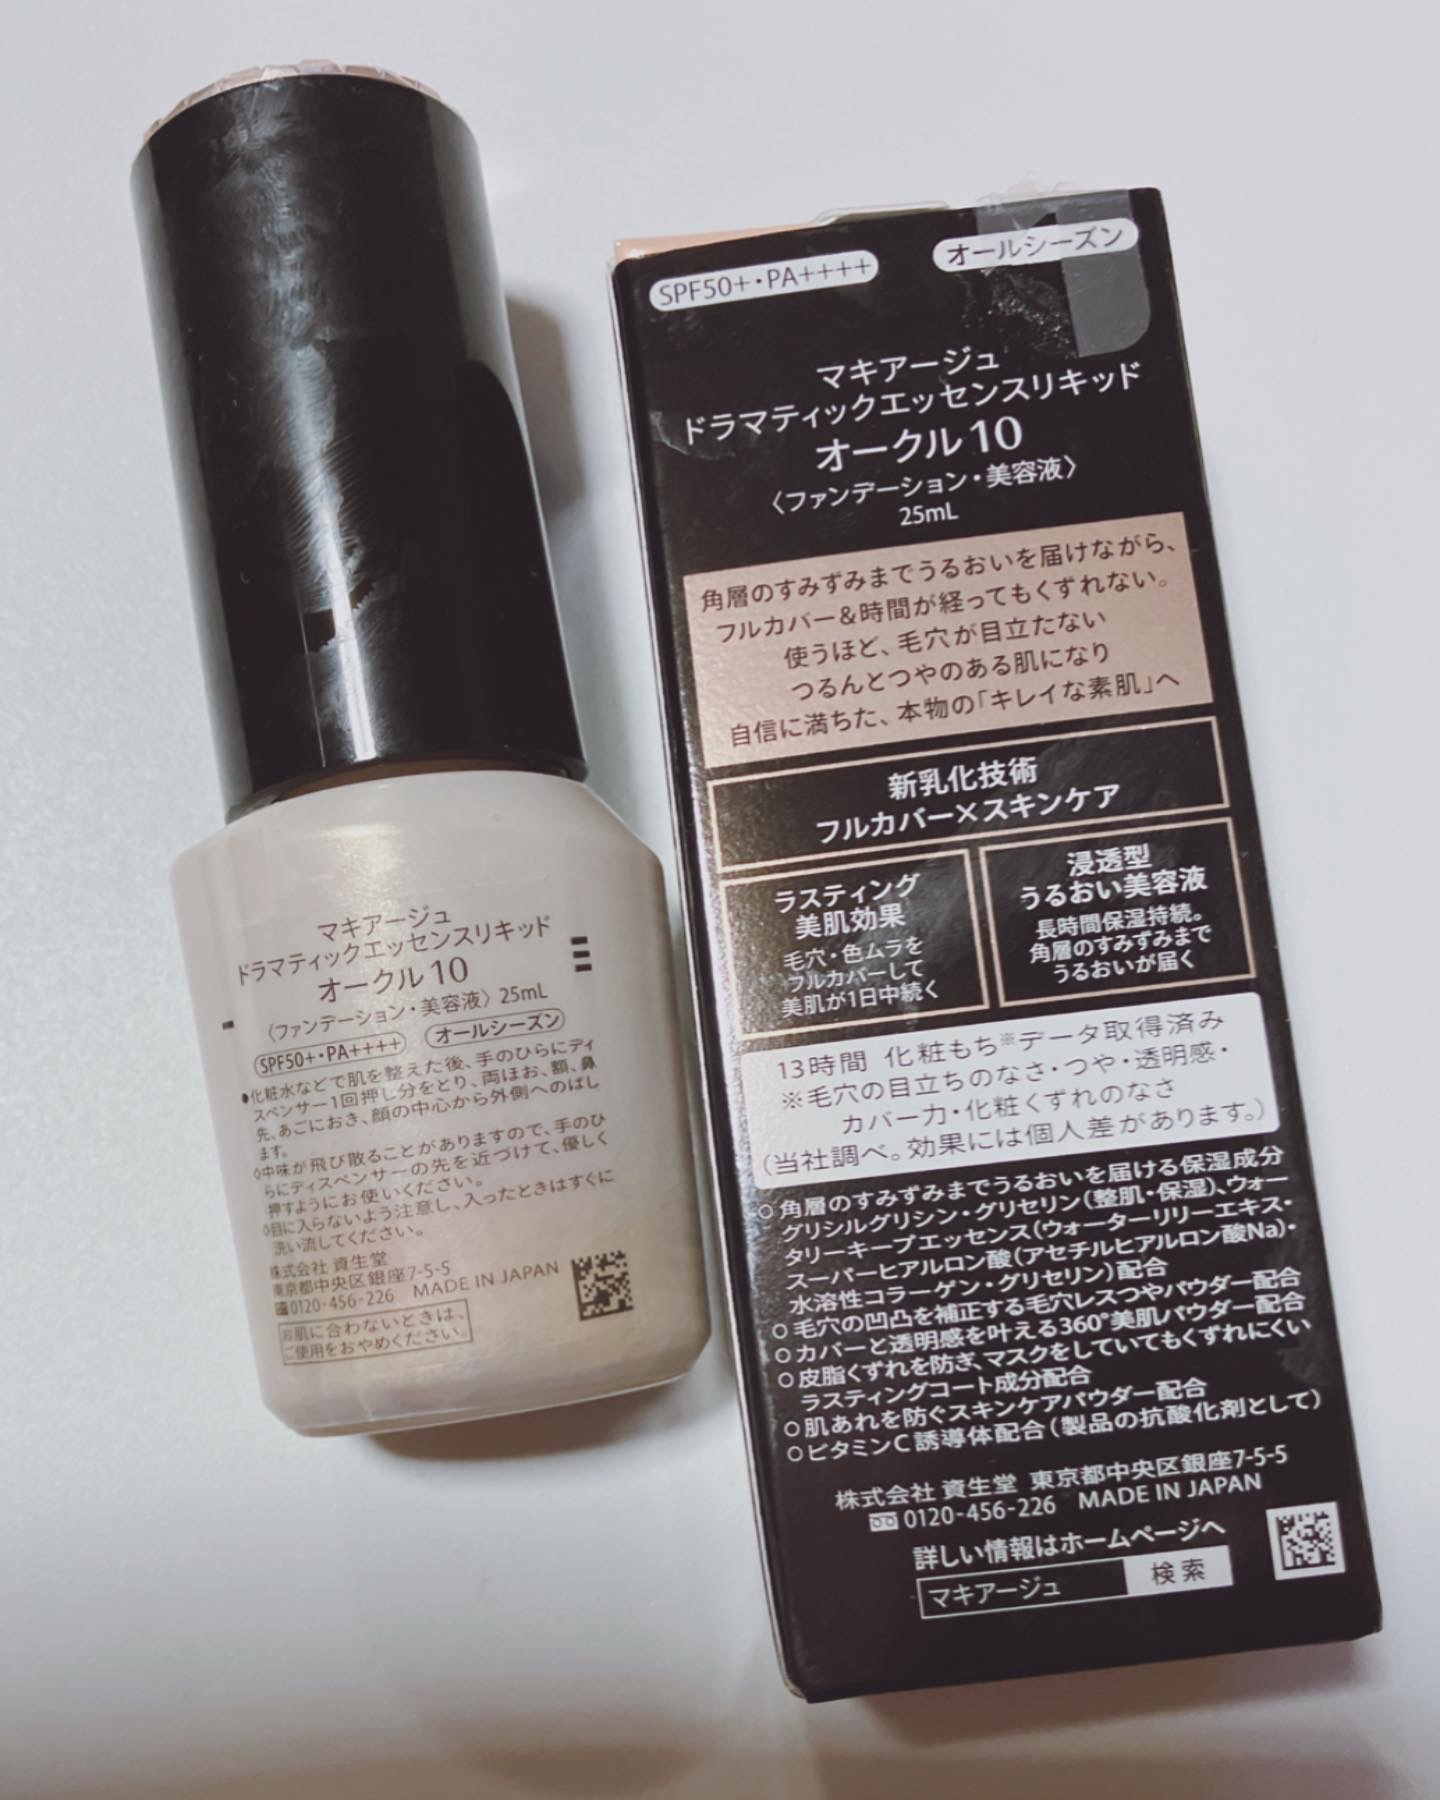 マキアージュ
ドラマティックエッセンスリキッド
オークル10
〈ファンデーション・美容液〉25mL
SPF50+・PA++++ オールシーズン
●化粧水などで肌を整えた後、手のひらにディ
スペンサー1回押し分をとり、両ほお、額、鼻
先、あごにおき、顔の中心から外側へのばし
ます。
◇中味が飛び散ることがありますので、手のひ
らにディスペンサーの先を近づけて、優しく
押すようにお使いください。
◇目に入らないよう注意し、入ったときはすぐに
洗い流してください。
株式会社 資生堂
東京都中央区銀座7-5-5
0120-456-226 MADE IN JAPAN
お肌に合わないときは、
ご使用をおやめください。
SPF50+・PA++++ オールシーズン
マキアージュ
ドラマティックエッセンスリキッド
オークル10
〈ファンデーション・美容液〉
25mL
角層のすみずみまでうるおいを届けながら、
フルカバー&時間が経ってもくずれない。
使うほど、毛穴が目立たない
つるんとつやのある肌になり
自信に満ちた、本物の「キレイな素肌」へ
新乳化技術
フルカバー×スキンケア
ラスティング
美肌効果
毛穴・色ムラを
フルカバーして
美肌が1日中続く
浸透型
うるおい美容液
長時間保湿持続。
角層のすみずみまで
うるおいが届く
13時間 化粧もち※データ取得済み
※毛穴の目立ちのなさ・つや・透明感・
カバー力・化粧くずれのなさ
(当社調べ。効果には個人差があります。)
○角層のすみずみまでうるおいを届ける保湿成分
グリシルグリシン・グリセリン(整肌・保湿)、ウォー
タリーキープエッセンス(ウォーターリリーエキス・
スーパーヒアルロン酸(アセチルヒアルロン酸Na)・
水溶性コラーゲン・グリセリン)配合
○毛穴の凹凸を補正する毛穴レスつやパウダー配合
○カバーと透明感を叶える360°美肌パウダー配合
○皮脂くずれを防ぎ、マスクをしていてもくずれにくい
ラスティングコート成分配合
○肌あれを防ぐスキンケアパウダー配合
○ビタミンC誘導体配合(製品の抗酸化剤として)
株式会社 資生堂 東京都中央区銀座7-5-5
0120-456-226 MADE IN JAPAN
詳しい情報はホームページへ
マキアージュ 検索